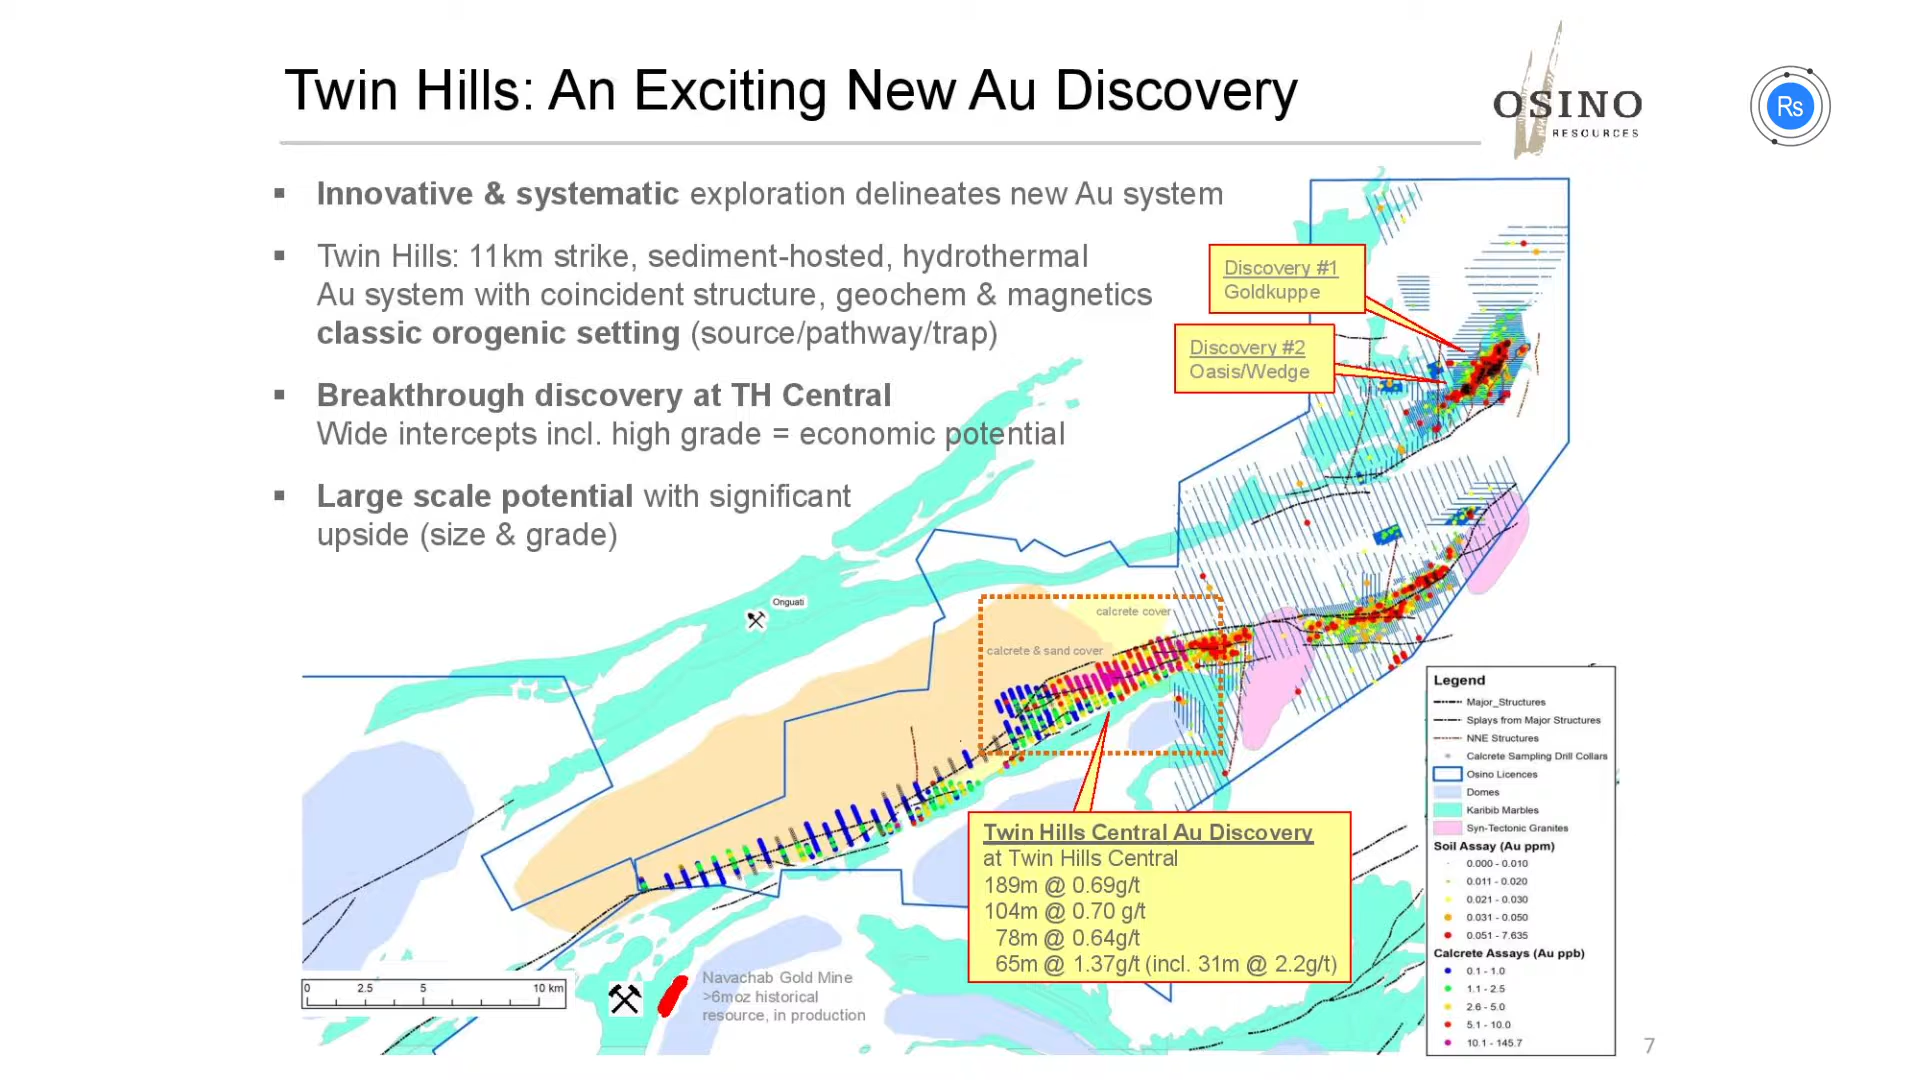 Twin Hills: An Exciting New Au Discovery
OSINO
RESOURCES
Rs
▪ Innovative & systematic exploration delineates new Au system
▪ Twin Hills: 11km strike, sediment-hosted, hydrothermal
Au system with coincident structure, geochem & magnetics
classic orogenic setting (source/pathway/trap)
▪ Breakthrough discovery at TH Central
Wide intercepts incl. high grade = economic potential
▪ Large scale potential with significant
upside (size & grade)
Discovery #1
Goldkuppe
Discovery #2
Oasis/Wedge
Onguati
calcrete cover
calcrete & sand cover
Twin Hills Central Au Discovery
at Twin Hills Central
189m @ 0.69g/t
104m @ 0.70 g/t
78m @ 0.64g/t
65m @ 1.37g/t (incl. 31m @ 2.2g/t)
Navachab Gold Mine
>6moz historical
resource, in production
0 2.5 5 10 km
Legend
Major_Structures
Splays from Major Structures
NNE Structures
Calcrete Sampling Drill Collars
Osino Licences
Domes
Karibib Marbles
Syn-Tectonic Granites
Soil Assay (Au ppm)
0.000 - 0.010
0.011 - 0.020
0.021 - 0.030
0.031 - 0.050
0.051 - 7.635
Calcrete Assays (Au ppb)
0.1 - 1.0
1.1 - 2.5
2.6 - 5.0
5.1 - 10.0
10.1 - 145.7
7